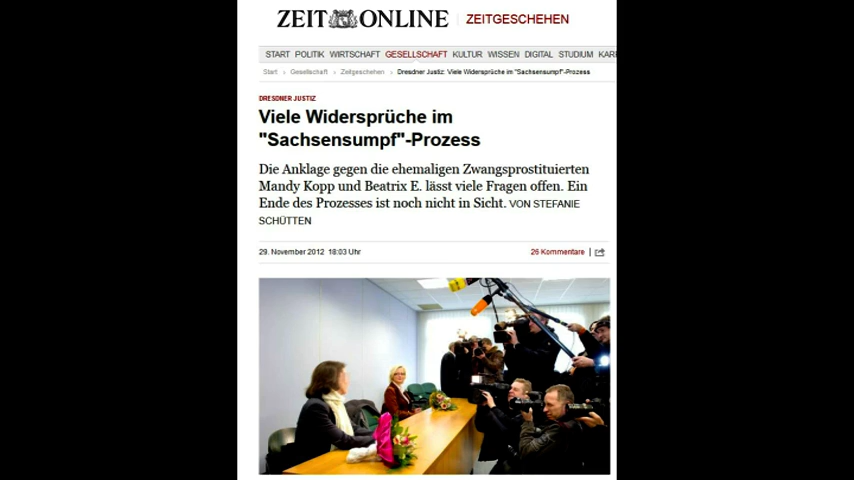 ZEIT ONLINE | ZEITGESCHEHEN
START POLITIK WIRTSCHAFT GESELLSCHAFT KULTUR WISSEN DIGITAL STUDIUM KAR
Start › Gesellschaft › Zeitgeschehen › Dresdner Justiz: Viele Widersprüche im "Sachsensumpf"-Prozess
DRESDNER JUSTIZ
Viele Widersprüche im
"Sachsensumpf"-Prozess
Die Anklage gegen die ehemaligen Zwangsprostituierten
Mandy Kopp und Beatrix E. lässt viele Fragen offen. Ein
Ende des Prozesses ist noch nicht in Sicht. VON STEFANIE
SCHÜTTEN
29. November 2012 18:03 Uhr
26 Kommentare |